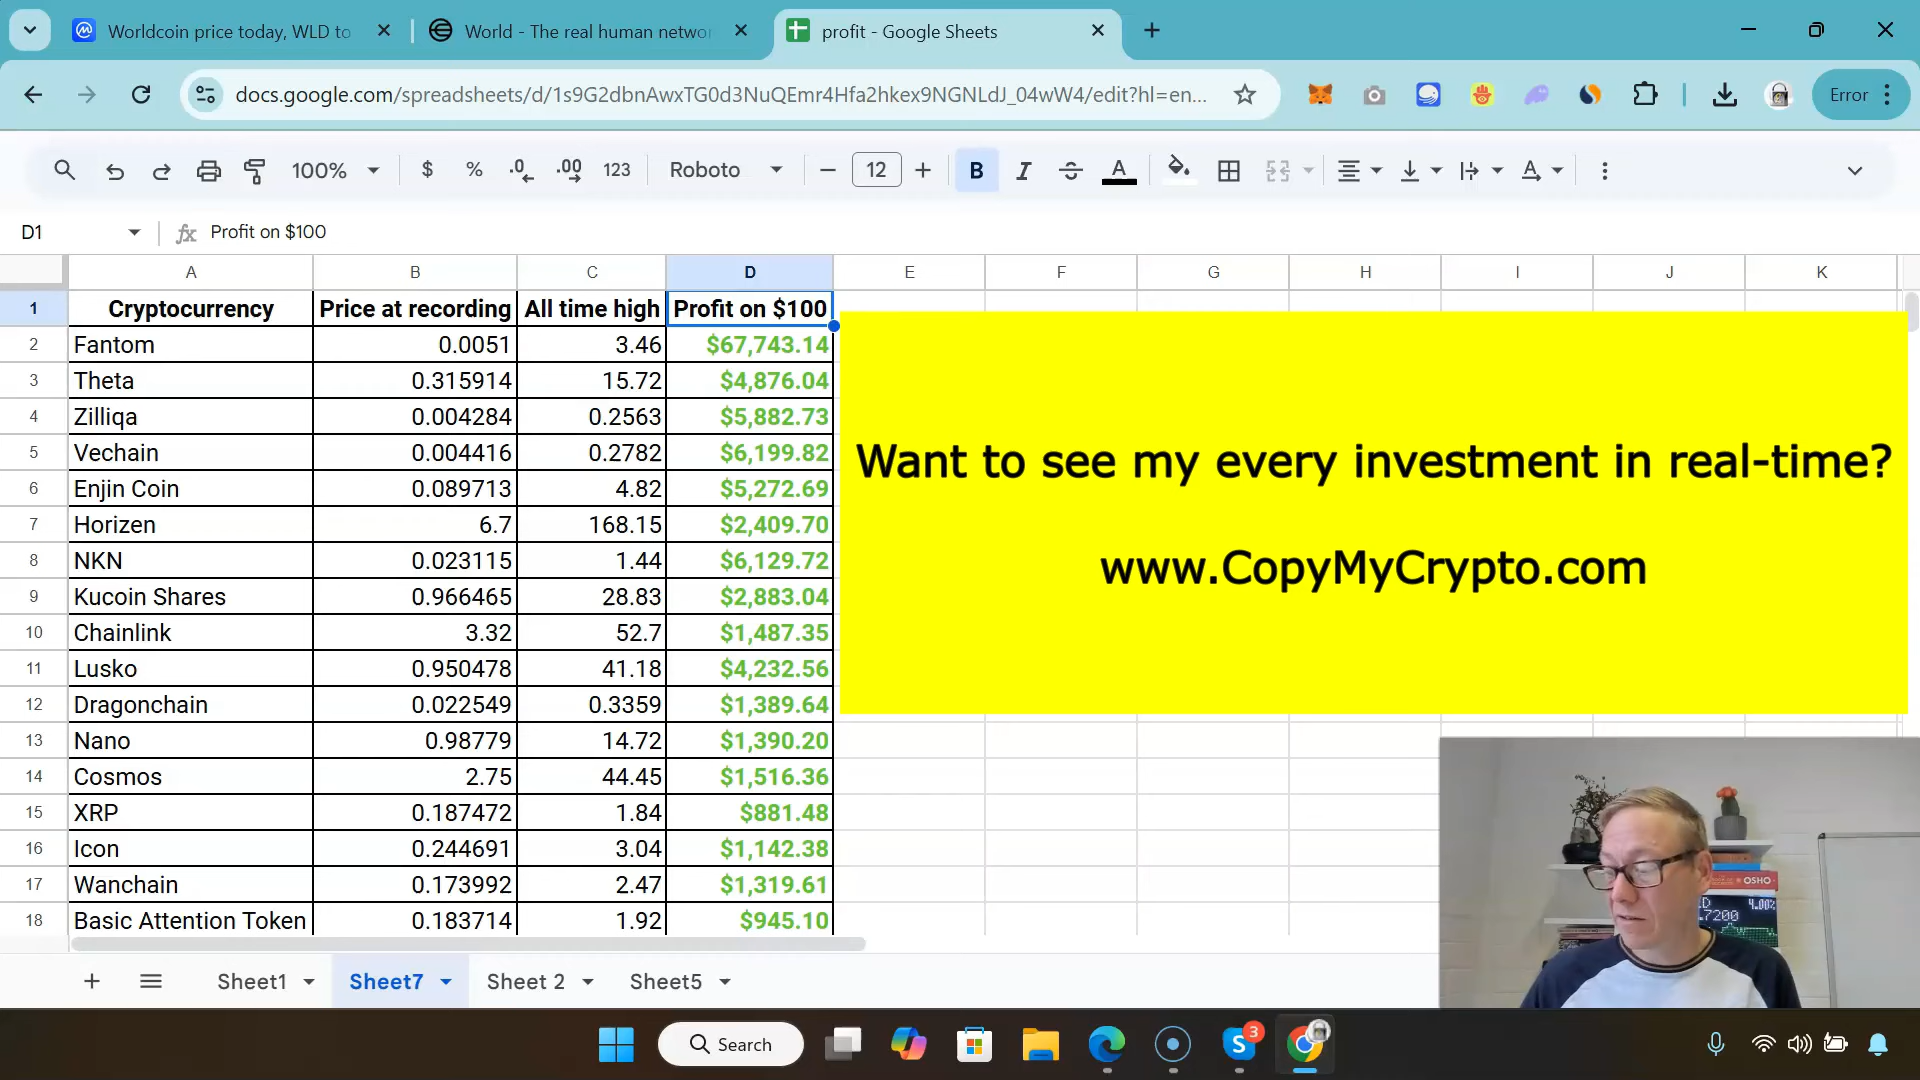 Worldcoin price today, WLD to
World - The real human networ
profit - Google Sheets
docs.google.com/spreadsheets/d/1s9G2dbnAwxTG0d3NuQEmr4Hfa2hkex9NGNLdJ_04wW4/edit?hl=en...
Error
100%
$
%
.0
.00
123
Roboto
12
B
I
A
A
D1
fx
Profit on $100
A B C D E F G H I J K
1 Cryptocurrency Price at recording All time high Profit on $100
2 Fantom 0.0051 3.46 $67,743.14
3 Theta 0.315914 15.72 $4,876.04
4 Zilliqa 0.004284 0.2563 $5,882.73
5 Vechain 0.004416 0.2782 $6,199.82
6 Enjin Coin 0.089713 4.82 $5,272.69
7 Horizen 6.7 168.15 $2,409.70
8 NKN 0.023115 1.44 $6,129.72
9 Kucoin Shares 0.966465 28.83 $2,883.04
10 Chainlink 3.32 52.7 $1,487.35
11 Lusko 0.950478 41.18 $4,232.56
12 Dragonchain 0.022549 0.3359 $1,389.64
13 Nano 0.98779 14.72 $1,390.20
14 Cosmos 2.75 44.45 $1,516.36
15 XRP 0.187472 1.84 $881.48
16 Icon 0.244691 3.04 $1,142.38
17 Wanchain 0.173992 2.47 $1,319.61
18 Basic Attention Token 0.183714 1.92 $945.10
Want to see my every investment in real-time?
www.CopyMyCrypto.com
OSHO
4.00%
.7200
Sheet1
Sheet7
Sheet 2
Sheet5
Search
S
3